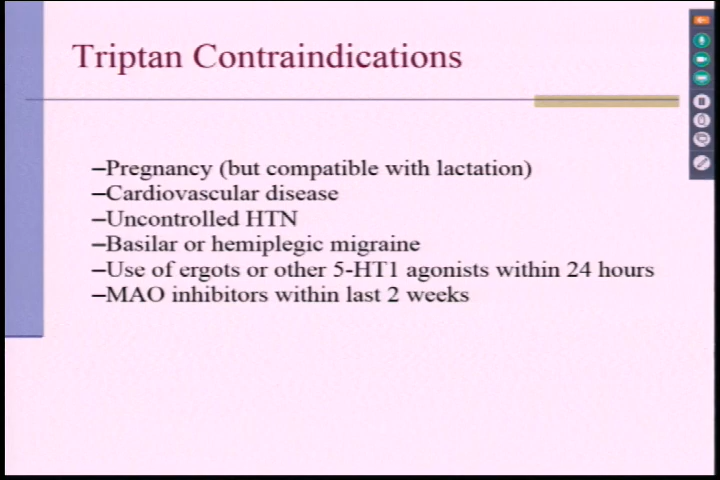 Triptan Contraindications
–Pregnancy (but compatible with lactation)
–Cardiovascular disease
–Uncontrolled HTN
–Basilar or hemiplegic migraine
–Use of ergots or other 5-HT1 agonists within 24 hours
–MAO inhibitors within last 2 weeks